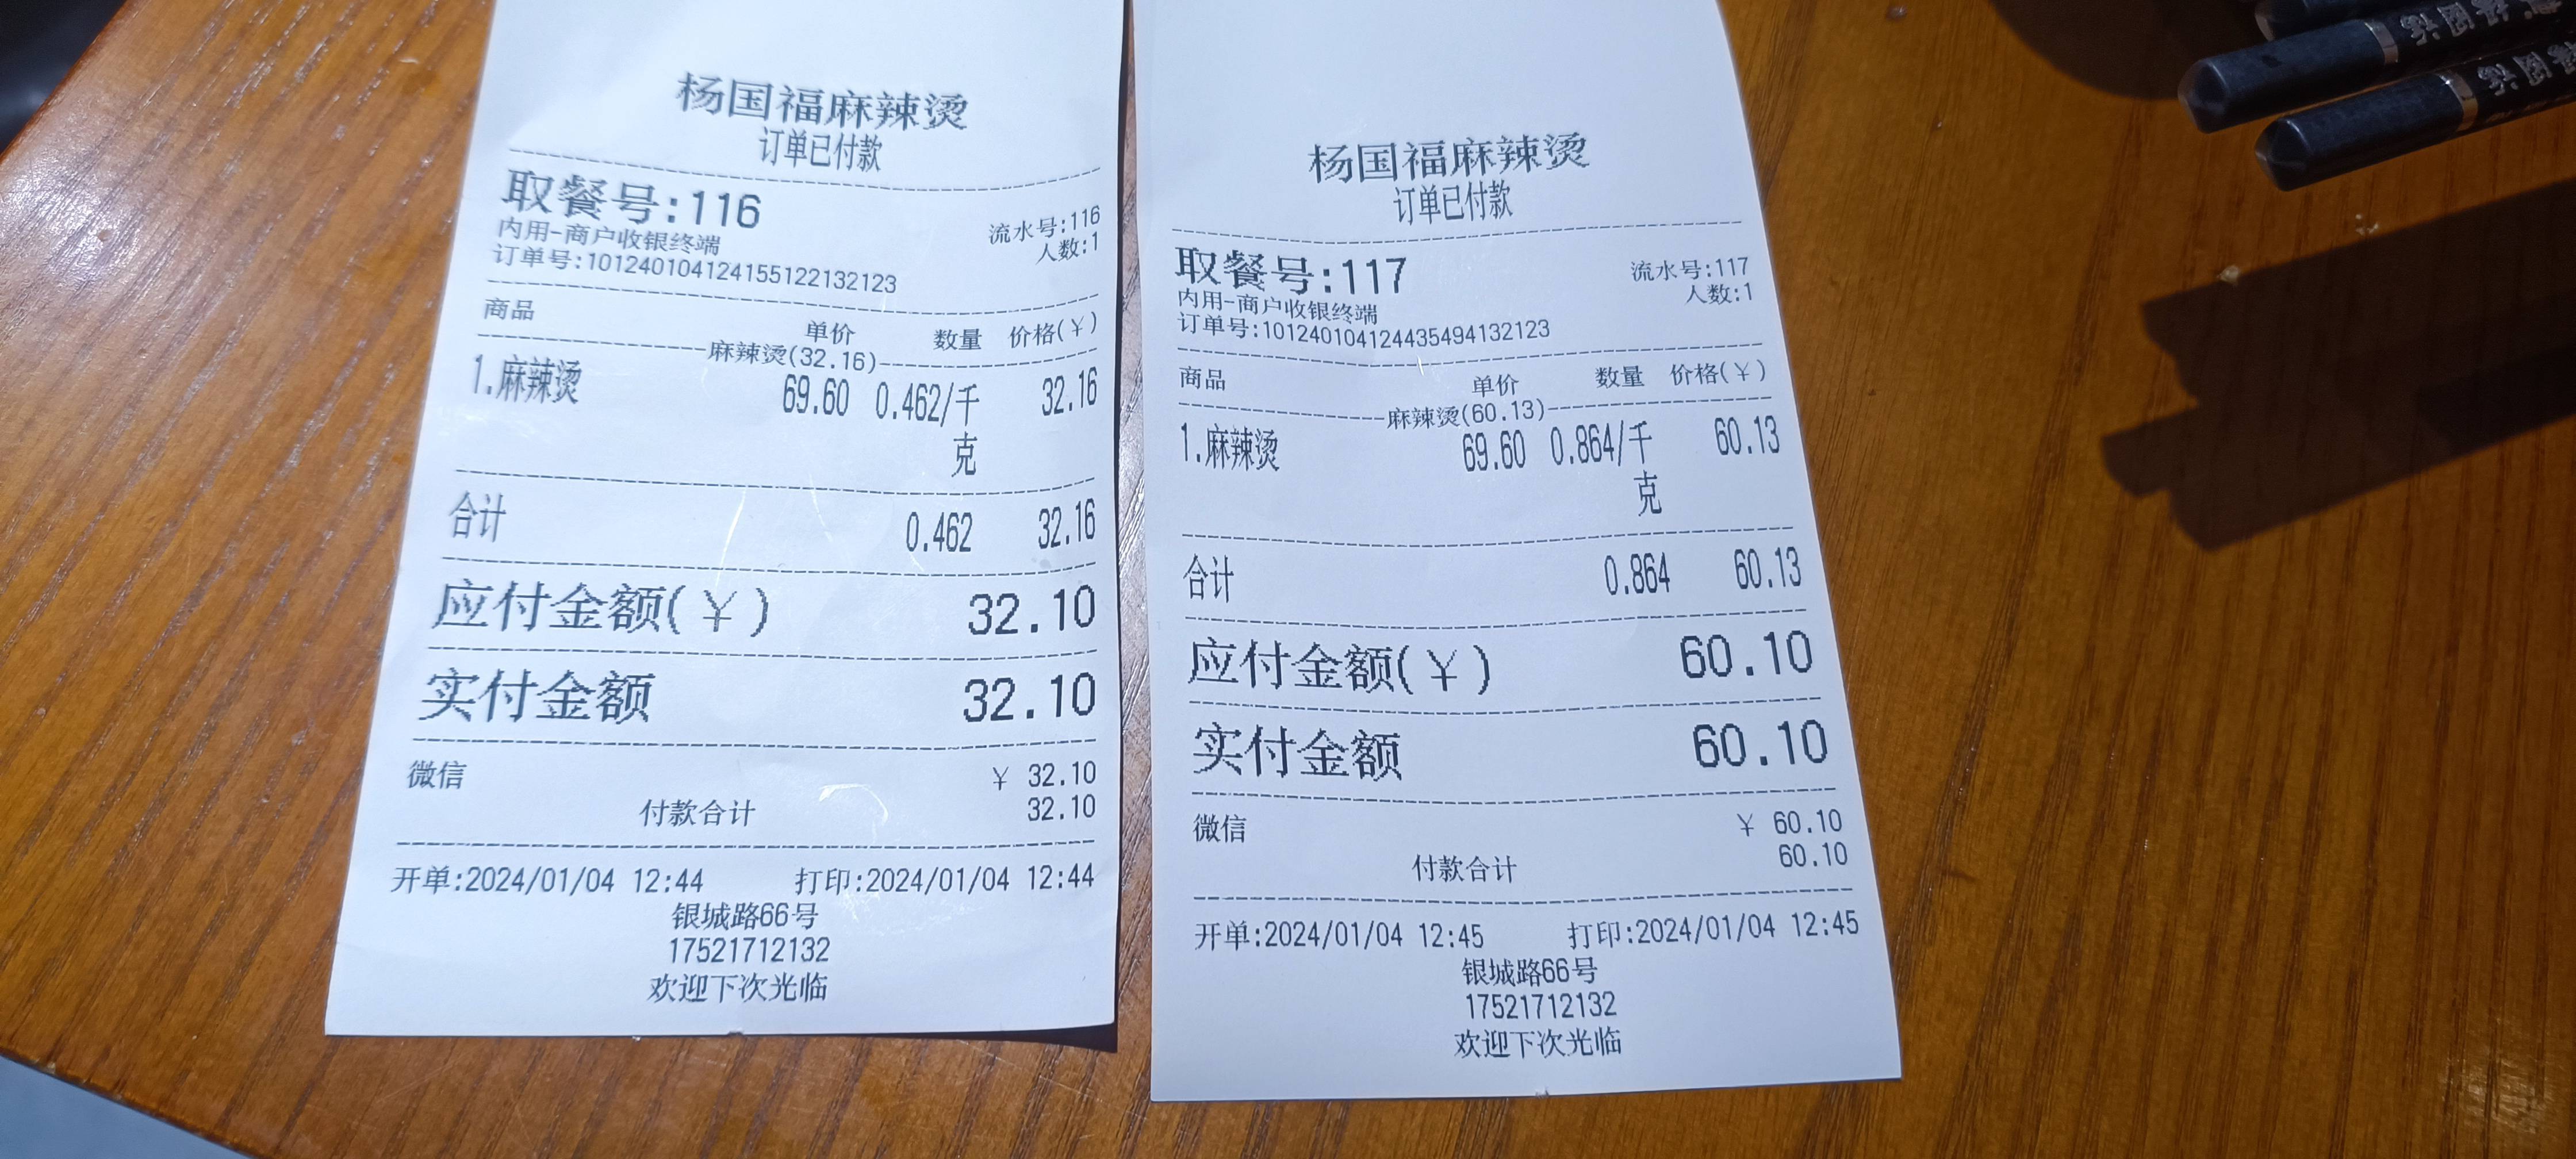 杨国福麻辣烫
订单已付款
取餐号:116
内用-商户收银终端
流水号:116
人数:1
订单号:101240104124155122132123
商品 单价 数量 价格(￥)
麻辣烫(32.16)
1.麻辣烫 69.60 0.462/千克 32.16
合计 0.462 32.16
应付金额(￥) 32.10
实付金额 32.10
微信 ￥ 32.10
付款合计 32.10
开单:2024/01/04 12:44 打印:2024/01/04 12:44
银城路66号
17521712132
欢迎下次光临
杨国福麻辣烫
订单已付款
取餐号:117
内用-商户收银终端
流水号:117
人数:1
订单号:101240104124435494132123
商品 单价 数量 价格(￥)
麻辣烫(60.13)
1.麻辣烫 69.60 0.864/千克 60.13
合计 0.864 60.13
应付金额(￥) 60.10
实付金额 60.10
微信 ￥ 60.10
付款合计 60.10
开单:2024/01/04 12:45 打印:2024/01/04 12:45
银城路66号
17521712132
欢迎下次光临
杨国福